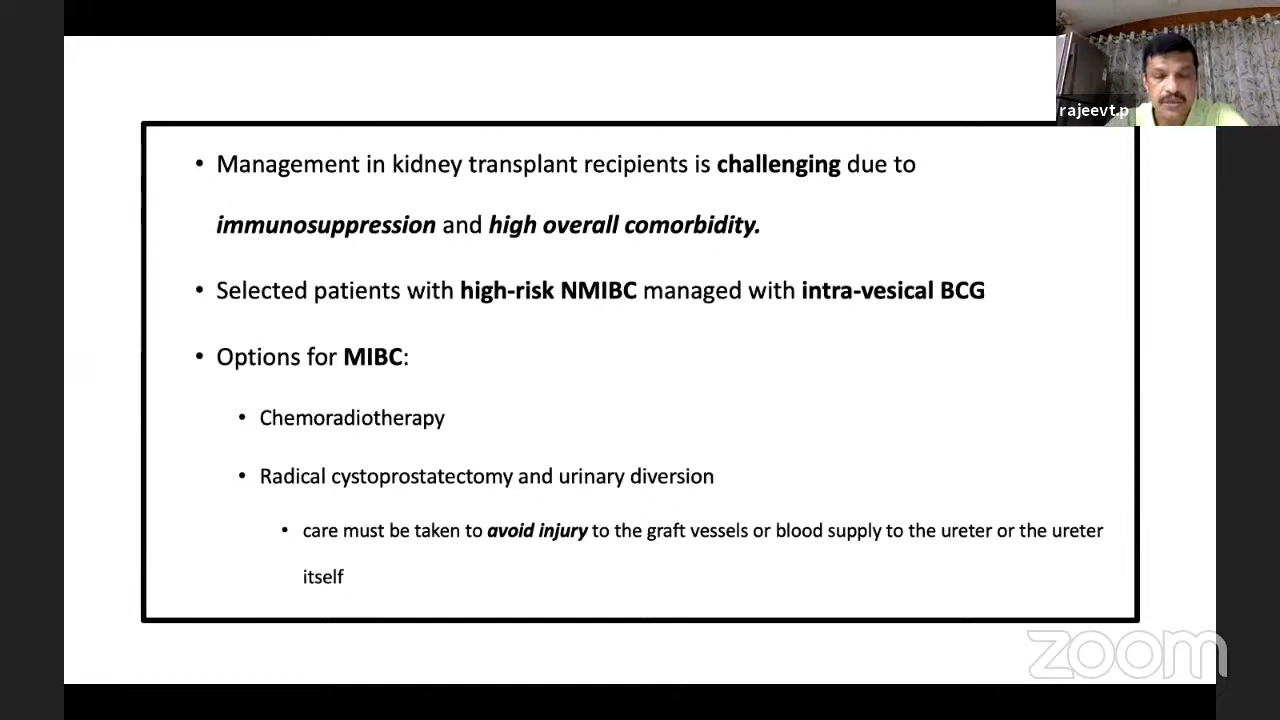 rajeevt.p
• Management in kidney transplant recipients is challenging due to
immunosuppression and high overall comorbidity.
• Selected patients with high-risk NMIBC managed with intra-vesical BCG
• Options for MIBC:
• Chemoradiotherapy
• Radical cystoprostatectomy and urinary diversion
• care must be taken to avoid injury to the graft vessels or blood supply to the ureter or the ureter
itself
zoom